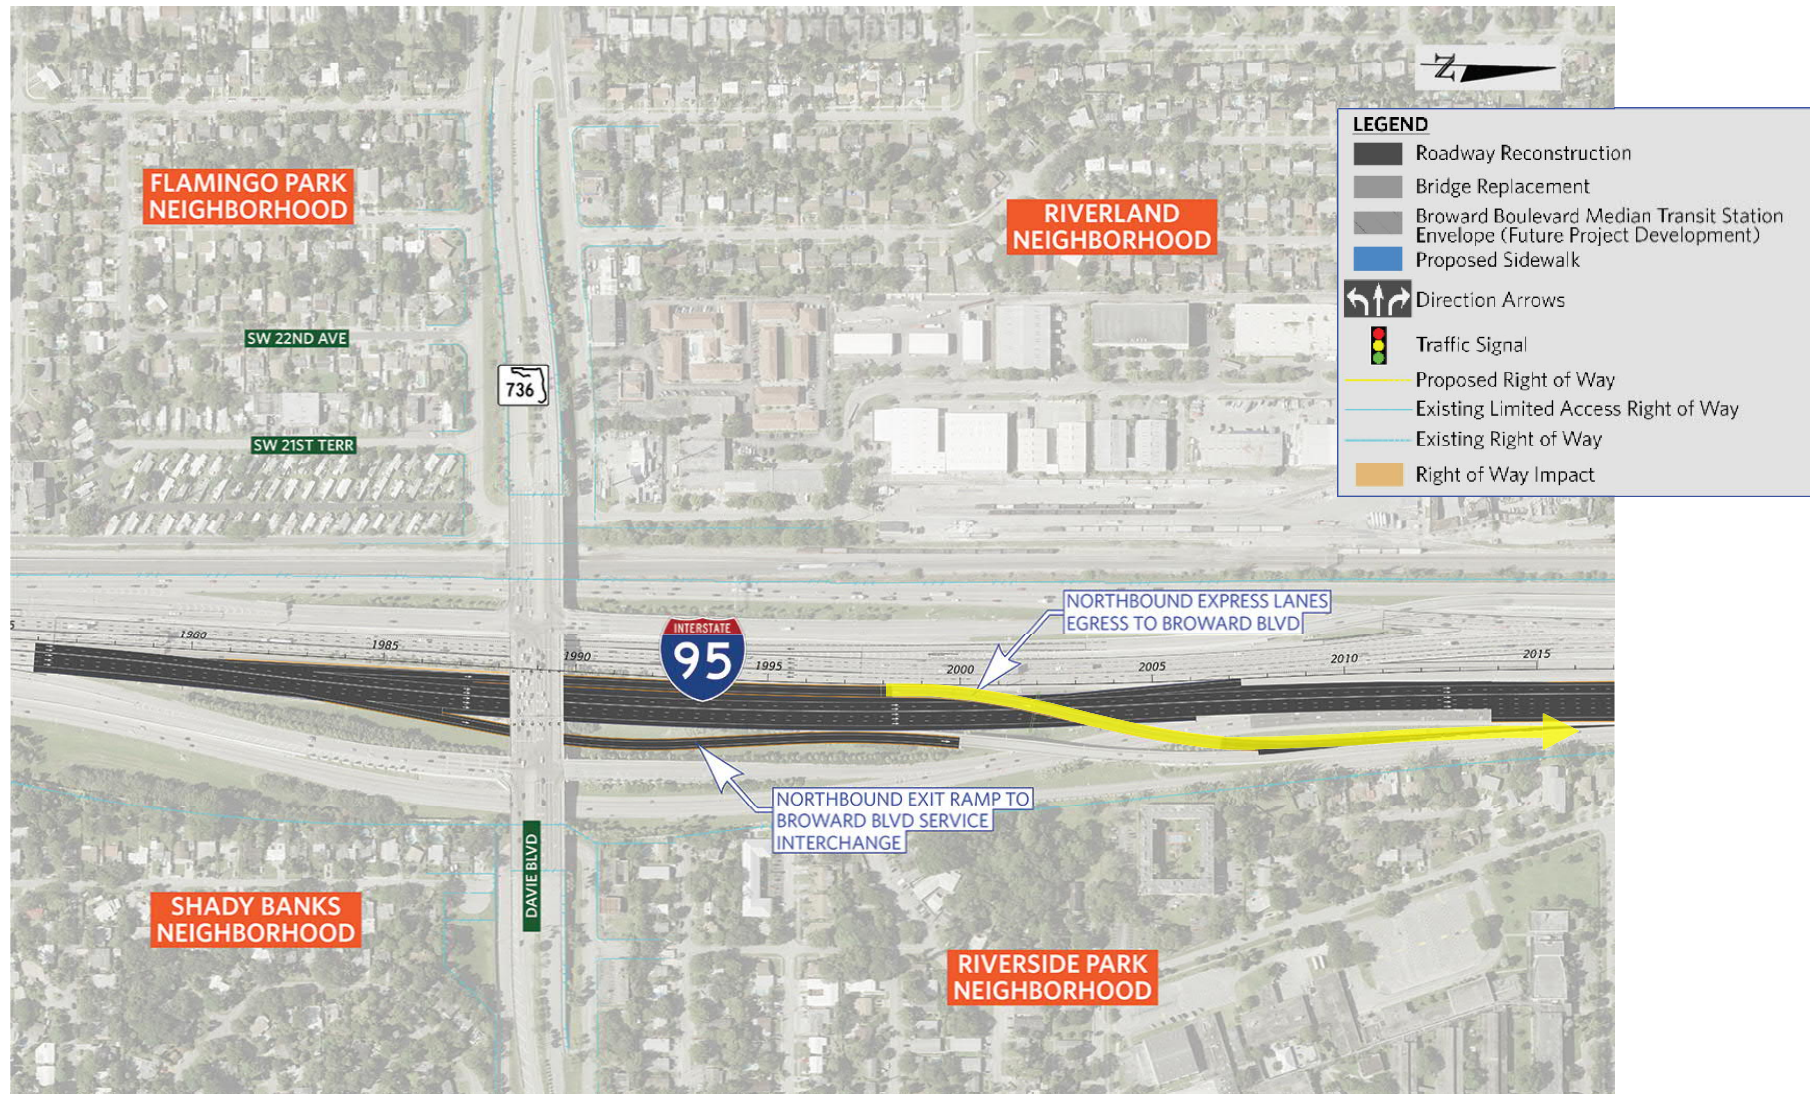 N
LEGEND
Roadway Reconstruction
Bridge Replacement
Broward Boulevard Median Transit Station
Envelope (Future Project Development)
Proposed Sidewalk
Direction Arrows
Traffic Signal
Proposed Right of Way
Existing Limited Access Right of Way
Existing Right of Way
Right of Way Impact
FLAMINGO PARK
NEIGHBORHOOD
RIVERLAND
NEIGHBORHOOD
SW 22ND AVE
736
SW 21ST TERR
NORTHBOUND EXPRESS LANES
EGRESS TO BROWARD BLVD
INTERSTATE
95
5
1980
1985
1990
1995
2000
2005
2010
2015
NORTHBOUND EXIT RAMP TO
BROWARD BLVD SERVICE
INTERCHANGE
DAVIE BLVD
SHADY BANKS
NEIGHBORHOOD
RIVERSIDE PARK
NEIGHBORHOOD